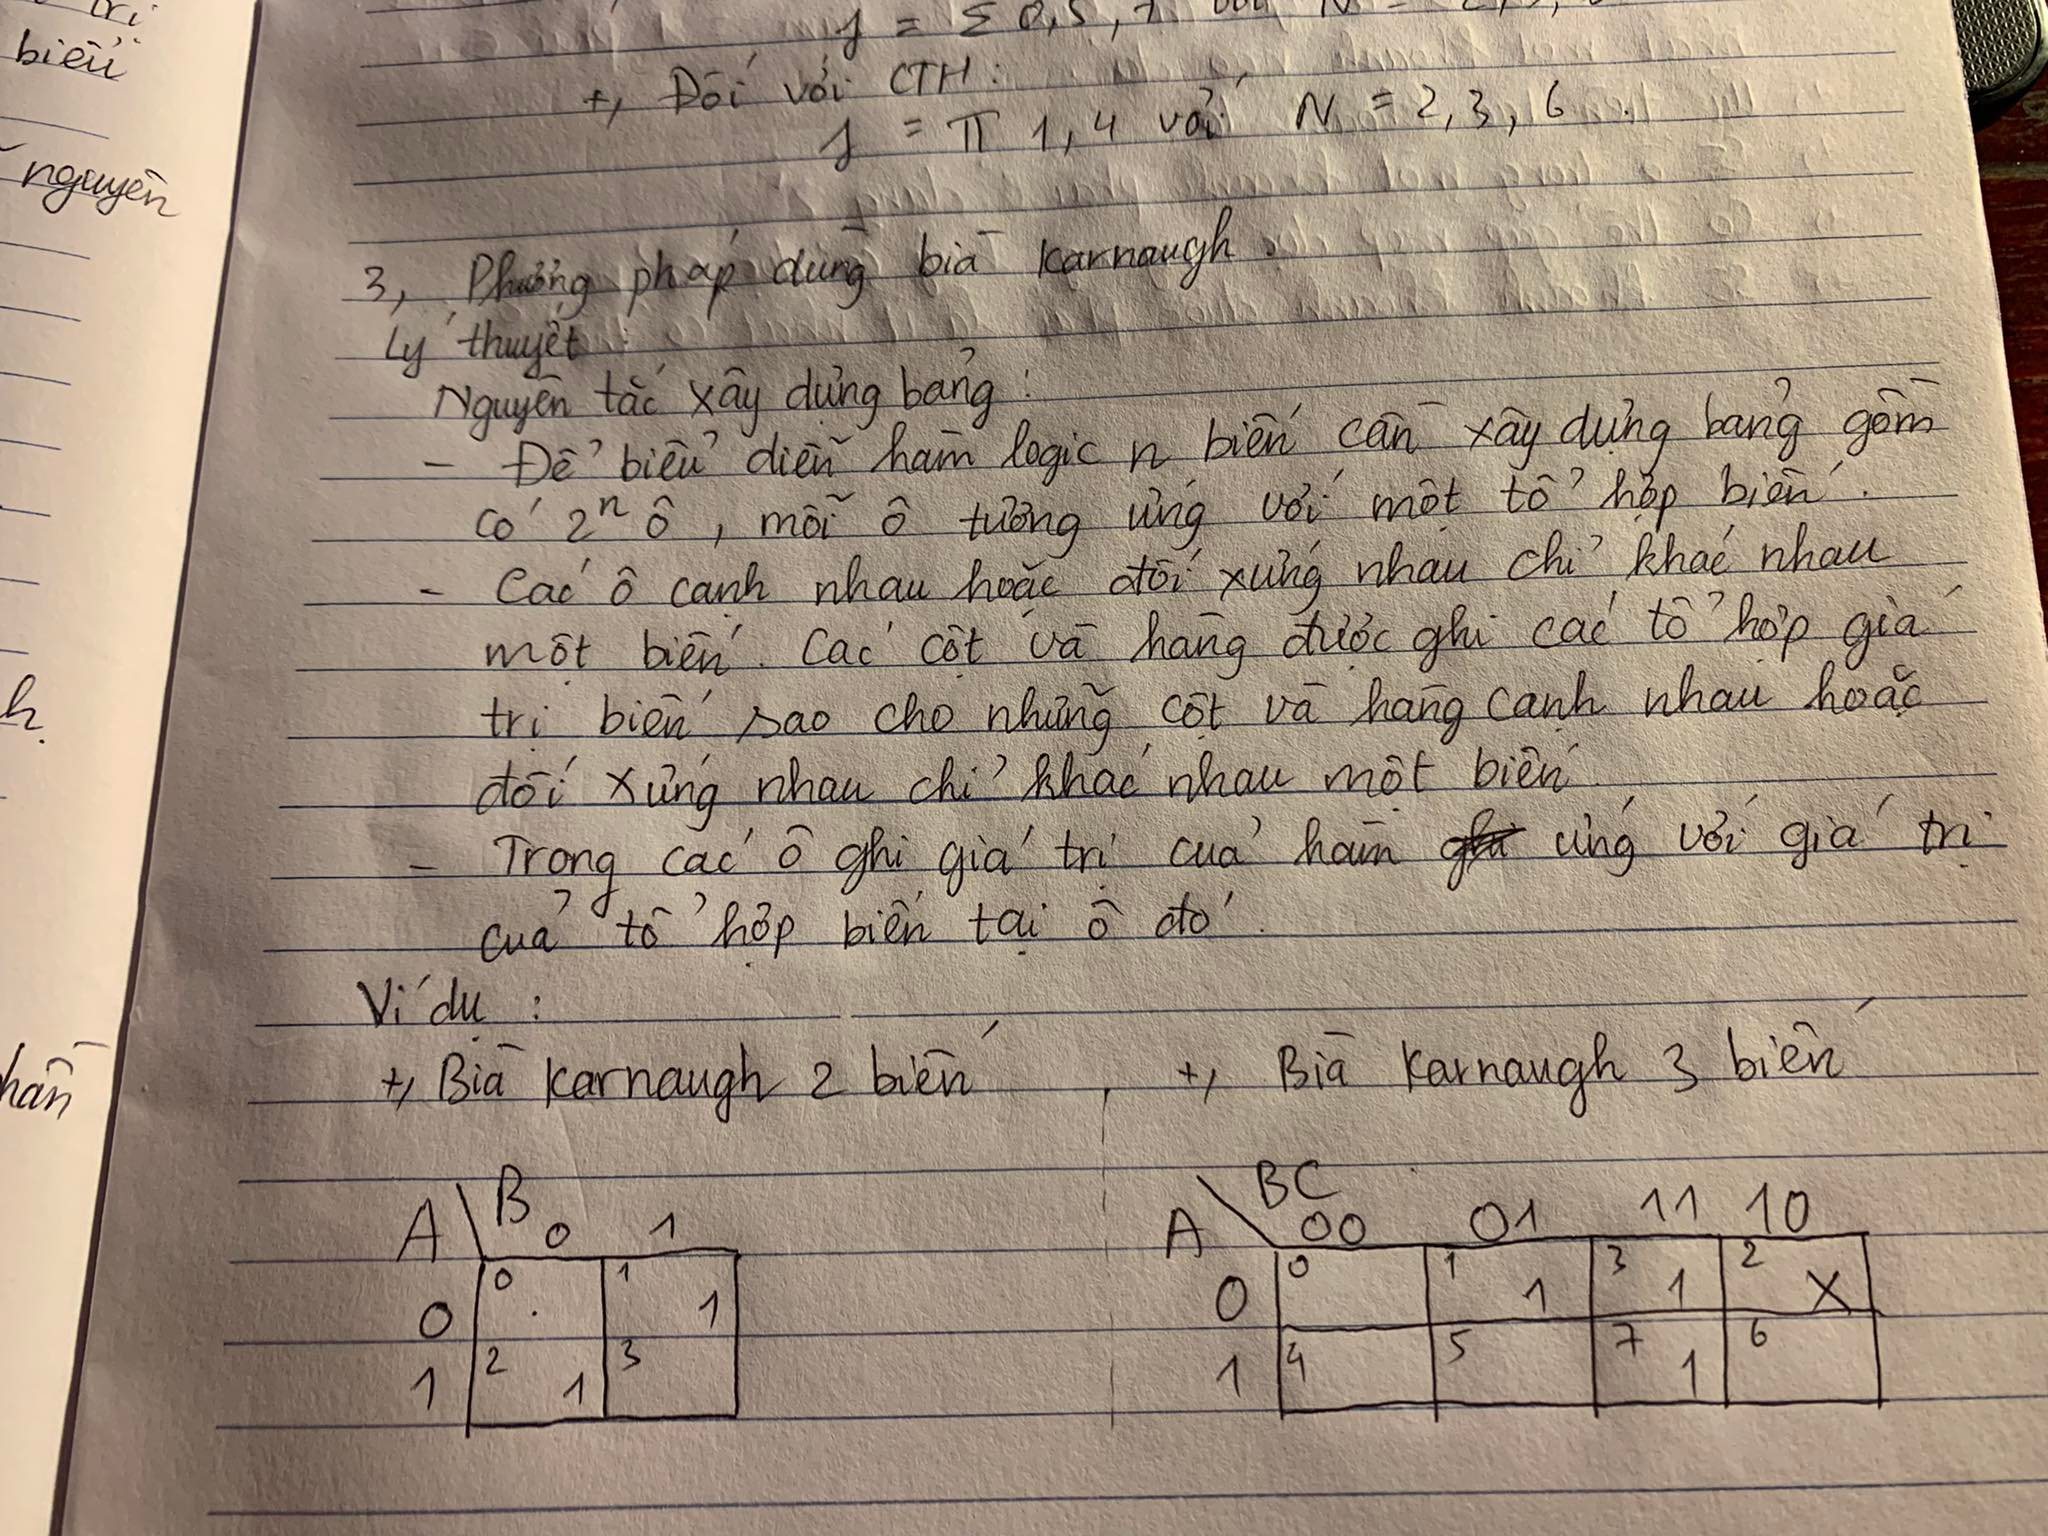 trị
biểu
nguyên
h
hần
f = Σ 0, 5, 7 với N =
+, Đối với CTH :
f = π 1, 4 với N = 2, 3, 6 .
3, Phương pháp dùng bìa Karnaugh .
Lý thuyết :
Nguyên tắc xây dựng bảng :
- Để biểu diễn hàm logic n biến cần xây dựng bảng gồm
có 2ⁿ ô , mỗi ô tương ứng với một tổ hợp biến .
- Các ô cạnh nhau hoặc đối xứng nhau chỉ khác nhau
một biến . Các cột và hàng được ghi các tổ hợp giá
trị biến sao cho những cột và hàng cạnh nhau hoặc
đối xứng nhau chỉ khác nhau một biến .
- Trong các ô ghi giá trị của hàm ứng với giá trị
của tổ hợp biến tại ô đó .
Ví dụ :
+, Bìa Karnaugh 2 biến
A \ B 0 1
0 0 . 1 1
1 2 1 3
+, Bìa Karnaugh 3 biến
A \ BC 00 01 11 10
0 0 1 1 3 1 2 X
1 4 5 7 1 6